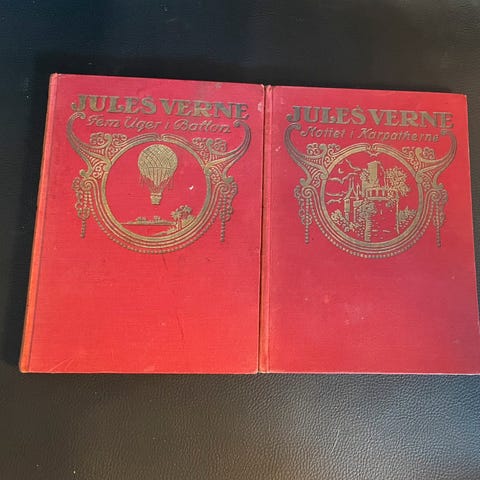 JULES VERNE
Fem Uger i Ballon
JULES VERNE
Slottet i Karpatherne